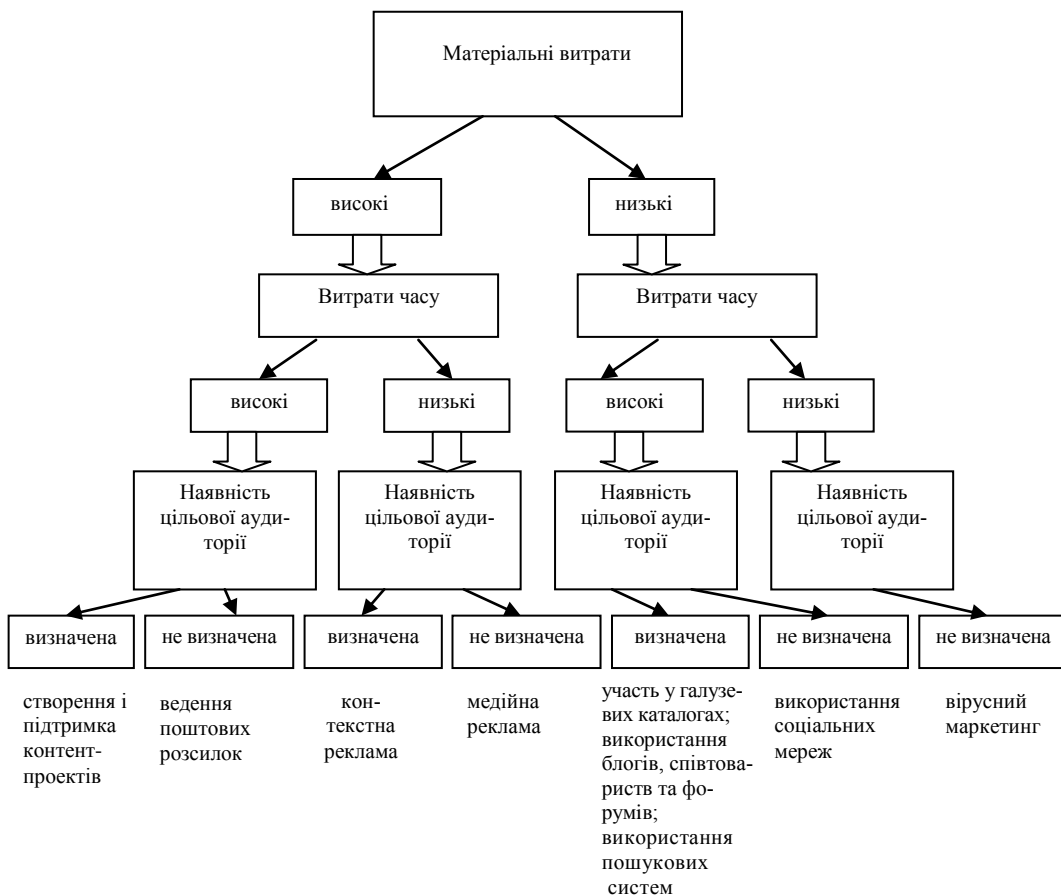 Матеріальні витрати
високі
низькі
Витрати часу
Витрати часу
високі
низькі
високі
низькі
Наявність
цільової ауди-
торії
Наявність
цільової ауди-
торії
Наявність
цільової ауди-
торії
Наявність
цільової ауди-
торії
визначена
не визначена
визначена
не визначена
визначена
не визначена
не визначена
створення і
підтримка
контент-
проектів
ведення
поштових
розсилок
кон-
текстна
реклама
медійна
реклама
участь у галузе-
вих каталогах;
використання
блогів, співтова-
риств та фо-
румів;
використання
пошукових
систем
використання
соціальних
мереж
вірусний
маркетинг